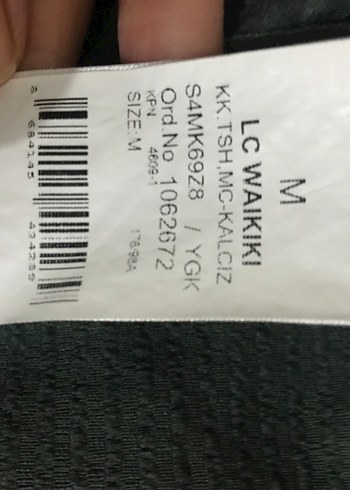 M
LC WAIKIKI
KK.TSH.MC-KALCIZ
S4MK69Z8 / YGK
Ord.No 1062672
KPN 4609-1
SIZE: M 176.98A